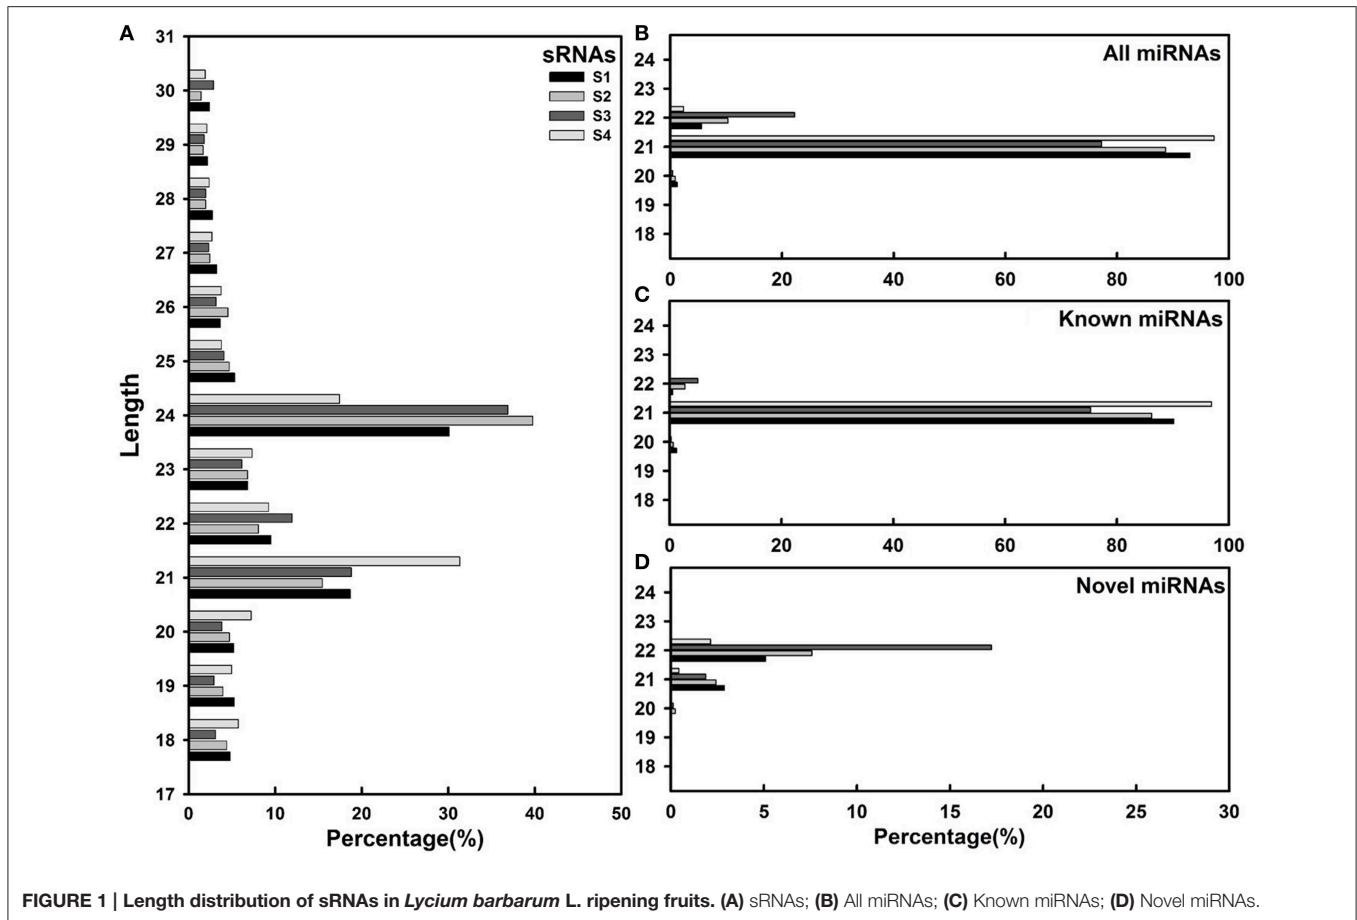 A
sRNAs
S1
S2
S3
S4
31
30
29
28
27
26
25
24
23
22
21
20
19
18
17
Length
0 10 20 30 40 50
Percentage(%)
B
All miRNAs
24
23
22
21
20
19
18
0 20 40 60 80 100
C
Known miRNAs
24
23
22
21
20
19
18
0 20 40 60 80 100
D
Novel miRNAs
24
23
22
21
20
19
18
0 5 10 15 20 25 30
Percentage(%)
FIGURE 1 | Length distribution of sRNAs in Lycium barbarum L. ripening fruits. (A) sRNAs; (B) All miRNAs; (C) Known miRNAs; (D) Novel miRNAs.